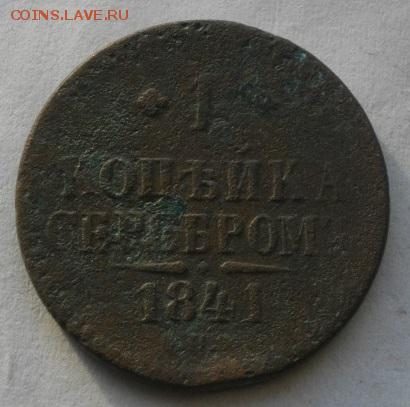 COINS.LAVE.RU
1
КОПѢЙКА
СЕРЕБРОМЪ
1841